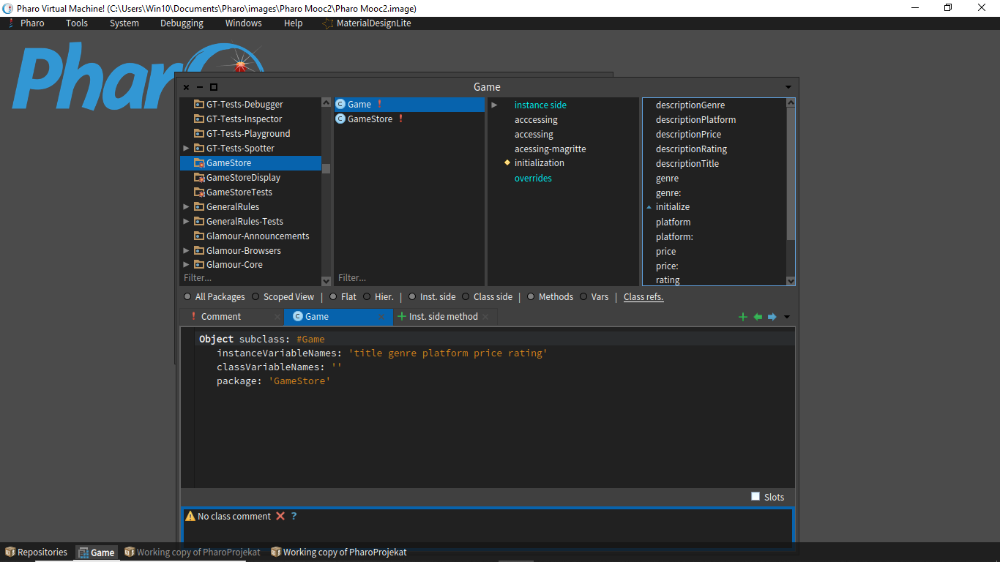 Pharo Virtual Machine! (C:\Users\Win10\Documents\Pharo\images\Pharo Mooc2\Pharo Mooc2.image)
Pharo Tools System Debugging Windows Help MaterialDesignLite
Phar
Game
GT-Tests-Debugger
GT-Tests-Inspector
GT-Tests-Playground
GT-Tests-Spotter
GameStore
GameStoreDisplay
GameStoreTests
GeneralRules
GeneralRules-Tests
Glamour-Announcements
Glamour-Browsers
Glamour-Core
Filter...
Game !
GameStore !
Filter...
instance side
acccessing
accessing
acessing-magritte
initialization
overrides
descriptionGenre
descriptionPlatform
descriptionPrice
descriptionRating
descriptionTitle
genre
genre:
initialize
platform
platform:
price
price:
rating
All Packages Scoped View | Flat Hier. | Inst. side Class side | Methods Vars | Class refs.
! Comment × C Game × + Inst. side method ×
Object subclass: #Game
instanceVariableNames: 'title genre platform price rating'
classVariableNames: ''
package: 'GameStore'
Slots
No class comment ?
Repositories Game Working copy of PharoProjekat Working copy of PharoProjekat